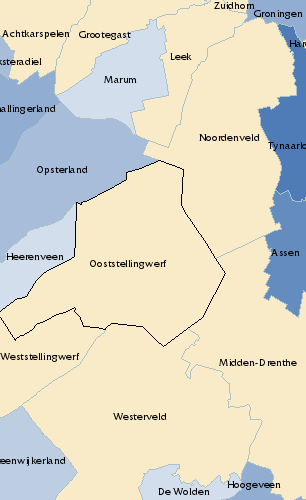 Zuidhorn
Groningen
Achtkarspelen
Grootegast
Har
Leek
ksteradiel
Marum
allingerland
Noordenveld
Tynaarlo
Opsterland
Assen
Heerenveen
Ooststellingwerf
Weststellingwerf
Midden-Drenthe
Westerveld
eenwijkerland
De Wolden
Hoogeveen